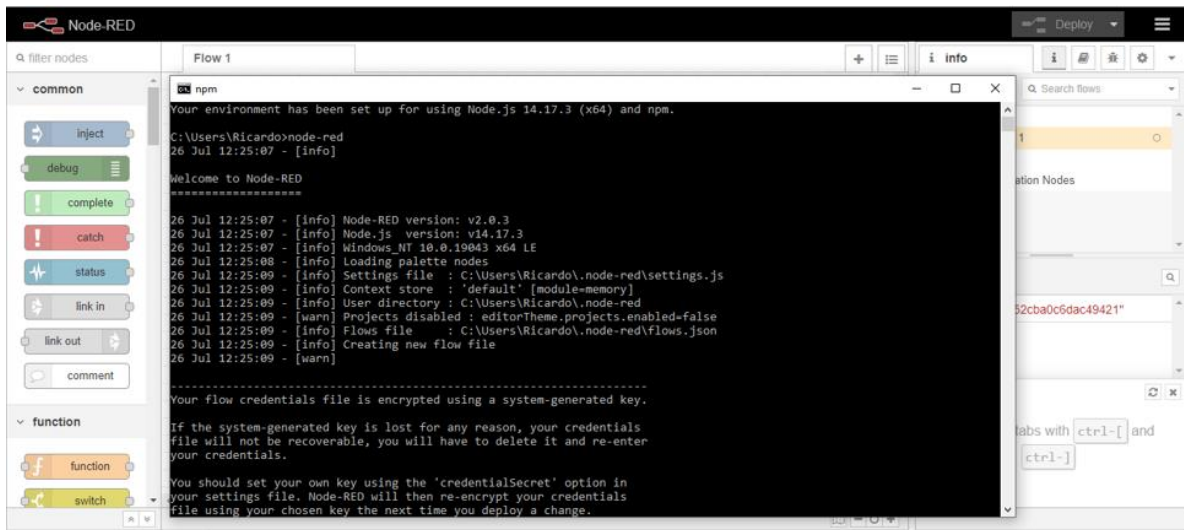 Node-RED
Deploy
filter nodes
Flow 1
i info
common
inject
debug
complete
catch
status
link in
link out
comment
function
function
switch
npm
Your environment has been set up for using Node.js 14.17.3 (x64) and npm.
C:\Users\Ricardo>node-red
26 Jul 12:25:07 - [info]
Welcome to Node-RED
===================
26 Jul 12:25:07 - [info] Node-RED version: v2.0.3
26 Jul 12:25:07 - [info] Node.js  version: v14.17.3
26 Jul 12:25:07 - [info] Windows_NT 10.0.19043 x64 LE
26 Jul 12:25:08 - [info] Loading palette nodes
26 Jul 12:25:09 - [info] Settings file  : C:\Users\Ricardo\.node-red\settings.js
26 Jul 12:25:09 - [info] Context store  : 'default' [module=memory]
26 Jul 12:25:09 - [info] User directory : C:\Users\Ricardo\.node-red
26 Jul 12:25:09 - [warn] Projects disabled : editorTheme.projects.enabled=false
26 Jul 12:25:09 - [info] Flows file     : C:\Users\Ricardo\.node-red\flows.json
26 Jul 12:25:09 - [info] Creating new flow file
26 Jul 12:25:09 - [warn]
---------------------------------------------------------------------
Your flow credentials file is encrypted using a system-generated key.
If the system-generated key is lost for any reason, your credentials
file will not be recoverable, you will have to delete it and re-enter
your credentials.
You should set your own key using the 'credentialSecret' option in
your settings file. Node-RED will then re-encrypt your credentials
file using your chosen key the next time you deploy a change.
Search flows
1
ation Nodes
52cba0c6dac49421"
tabs with ctrl-[ and
ctrl-]